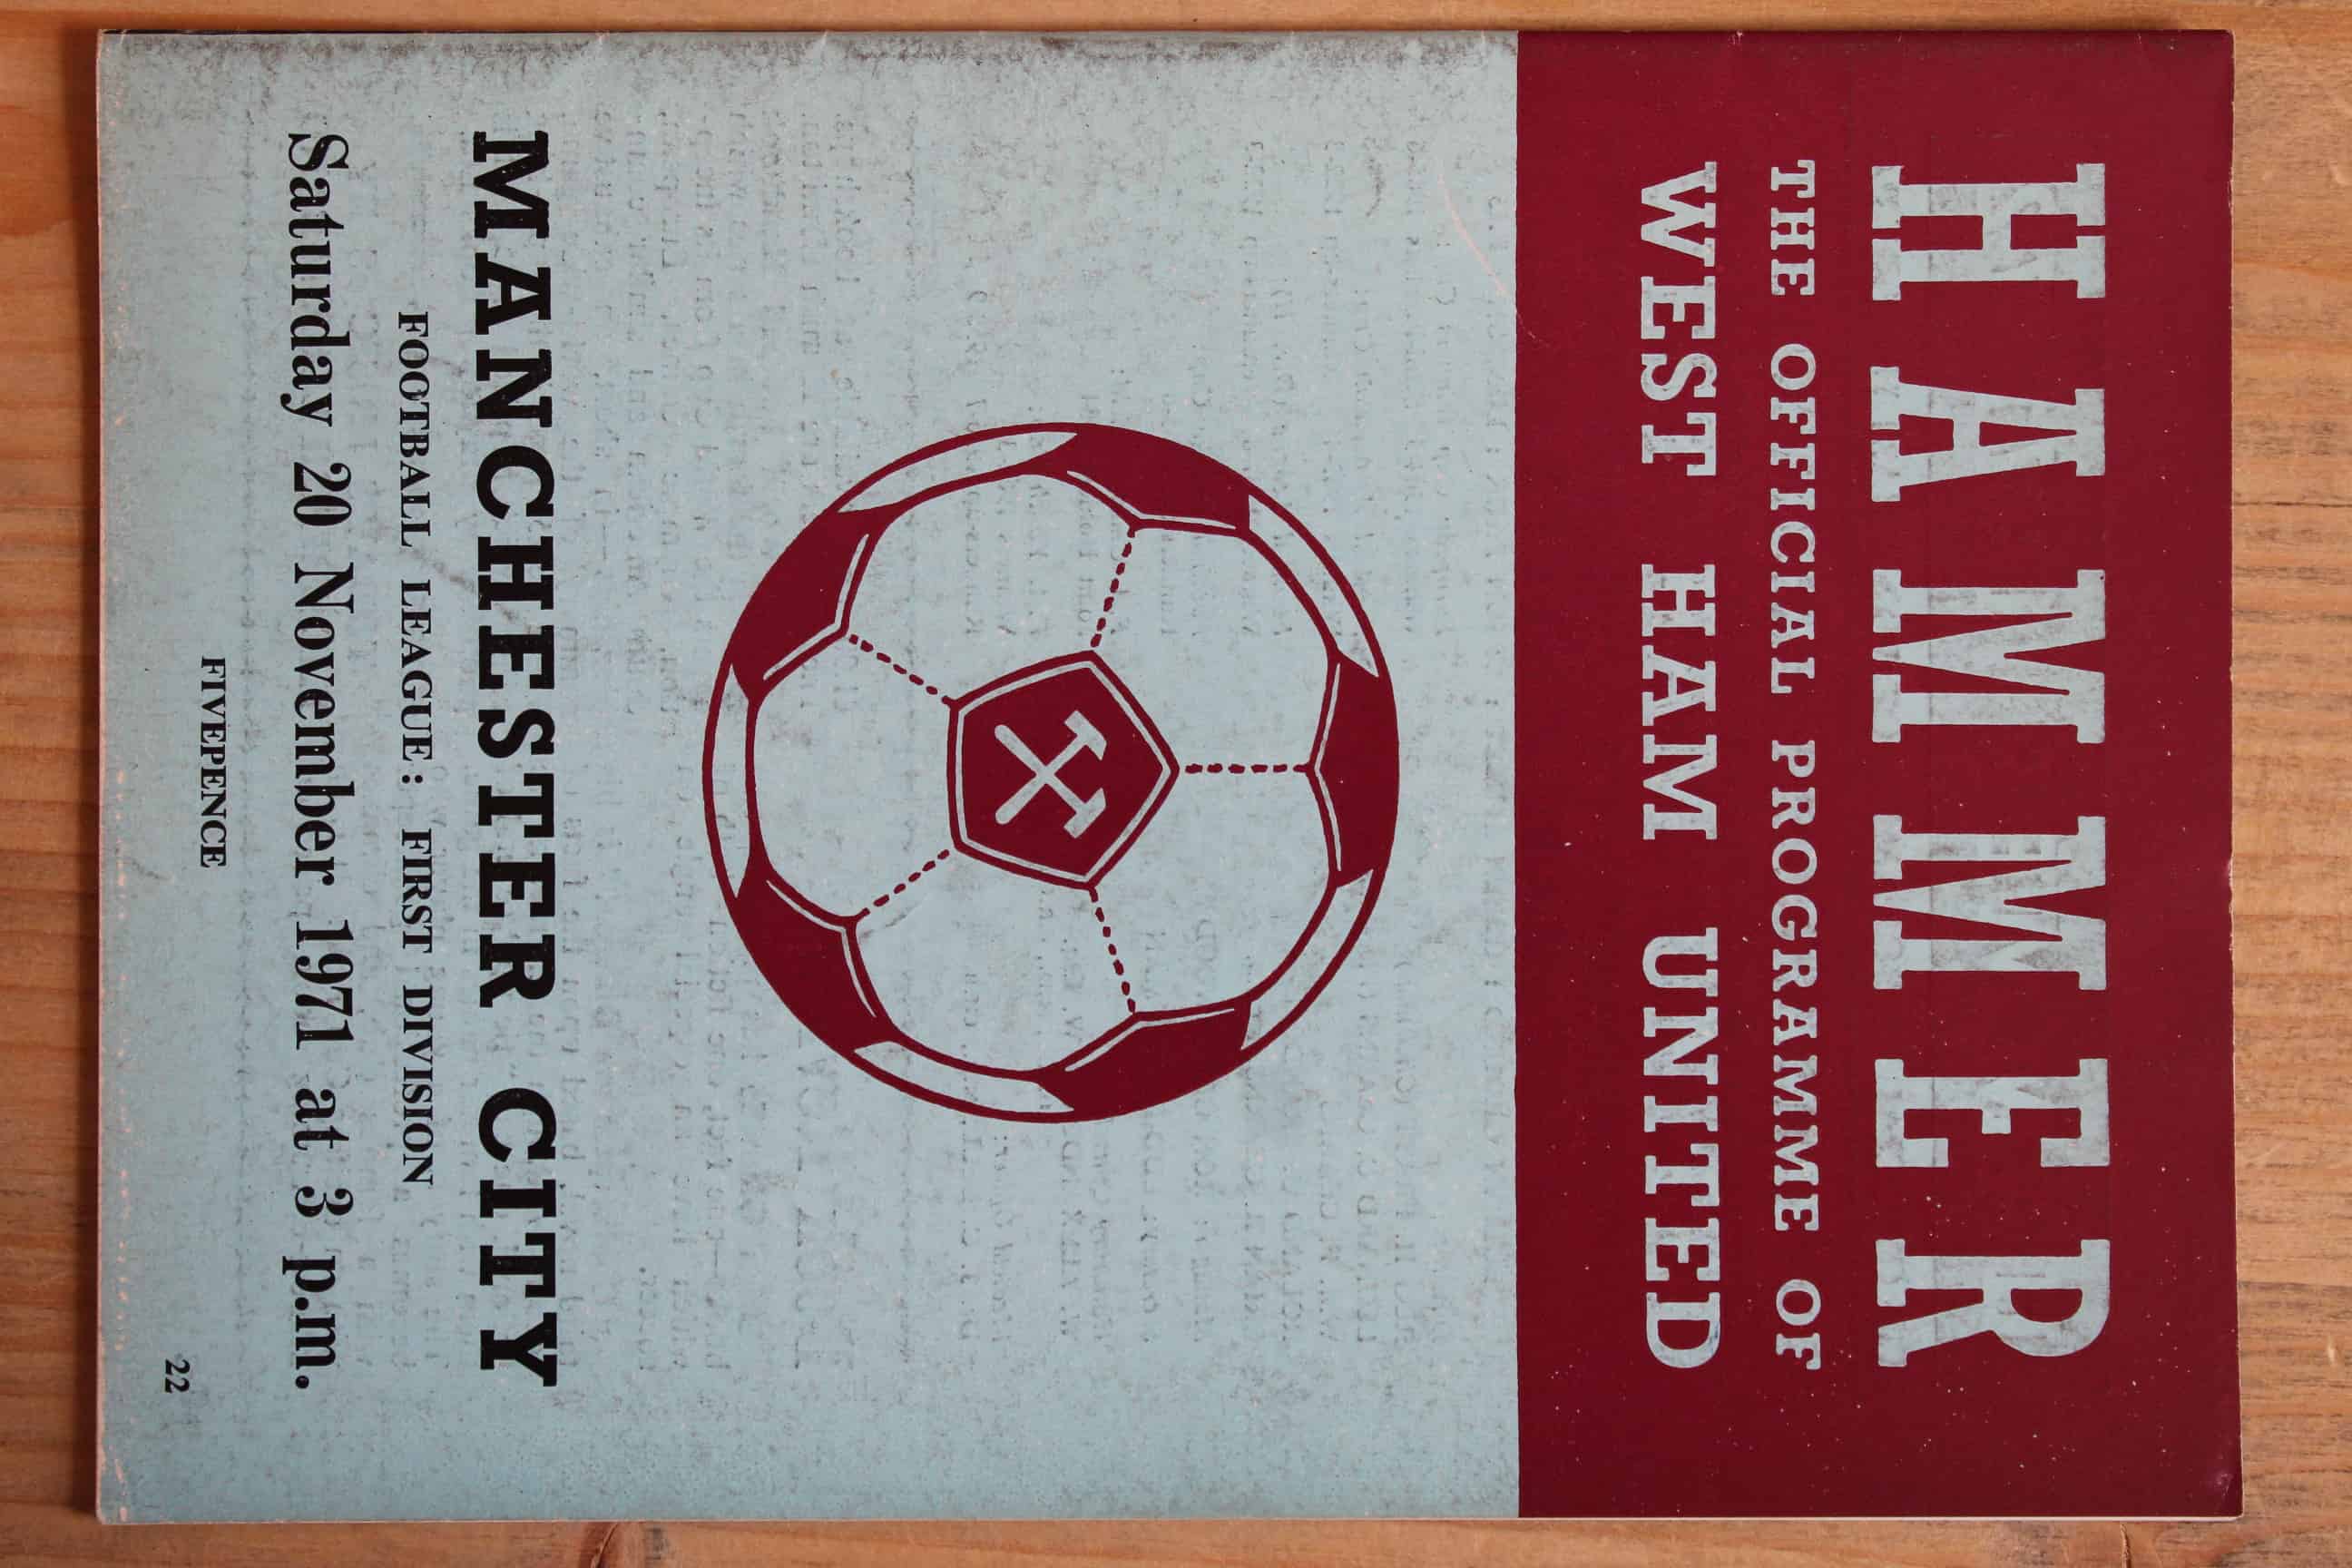 HAMMER
THE OFFICIAL PROGRAMME OF
WEST HAM UNITED
MANCHESTER CITY
FOOTBALL LEAGUE: FIRST DIVISION
Saturday 20 November 1971 at 3 p.m.
FIVEPENCE
22